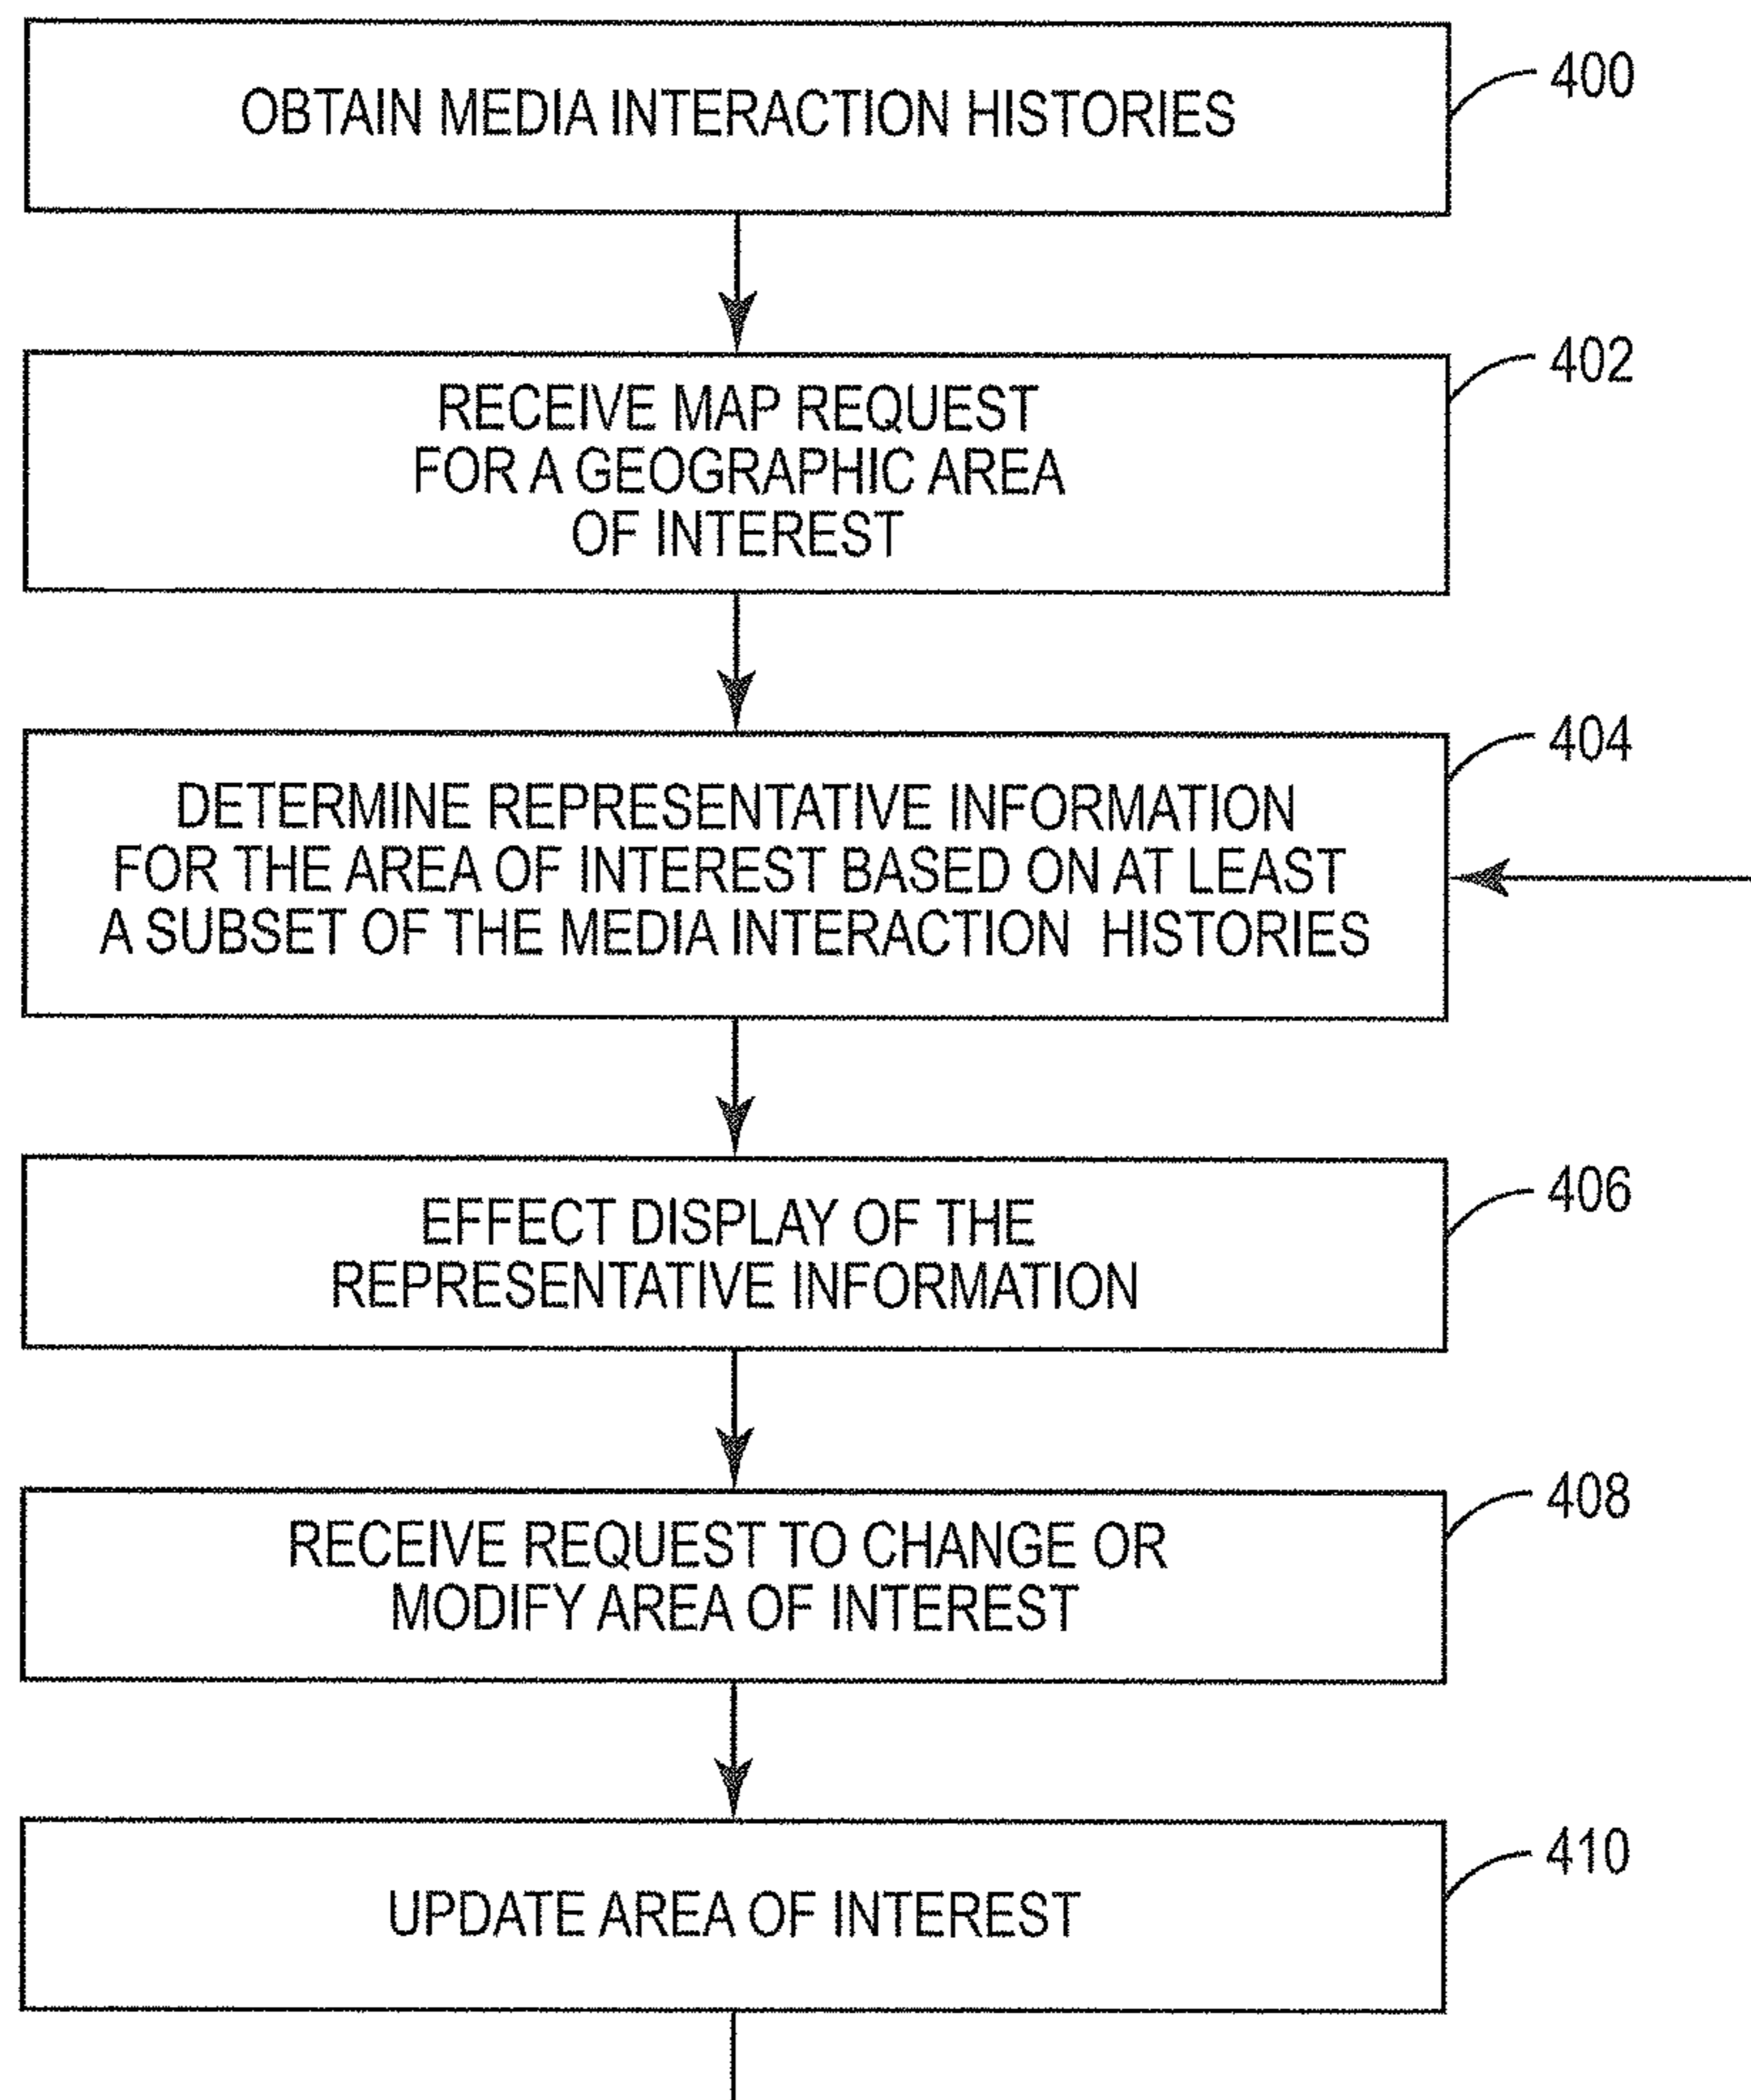 OBTAIN MEDIA INTERACTION HISTORIES
400
RECEIVE MAP REQUEST
FOR A GEOGRAPHIC AREA
OF INTEREST
402
DETERMINE REPRESENTATIVE INFORMATION
FOR THE AREA OF INTEREST BASED ON AT LEAST
A SUBSET OF THE MEDIA INTERACTION HISTORIES
404
EFFECT DISPLAY OF THE
REPRESENTATIVE INFORMATION
406
RECEIVE REQUEST TO CHANGE OR
MODIFY AREA OF INTEREST
408
UPDATE AREA OF INTEREST
410